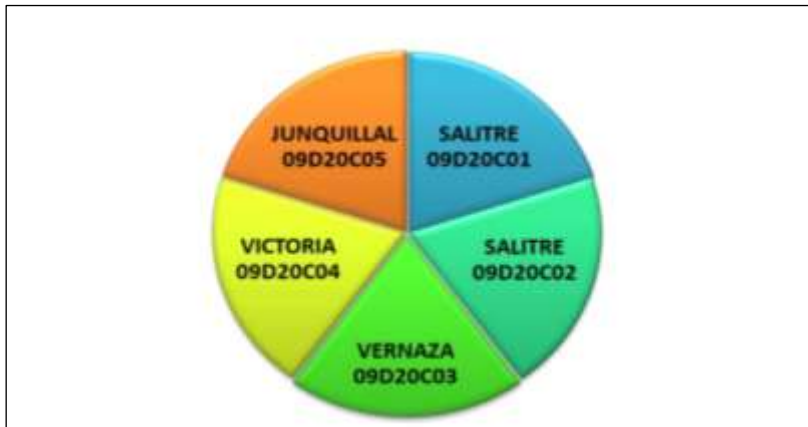 JUNQUILLAL
09D20C05
SALITRE
09D20C01
VICTORIA
09D20C04
SALITRE
09D20C02
VERNAZA
09D20C03